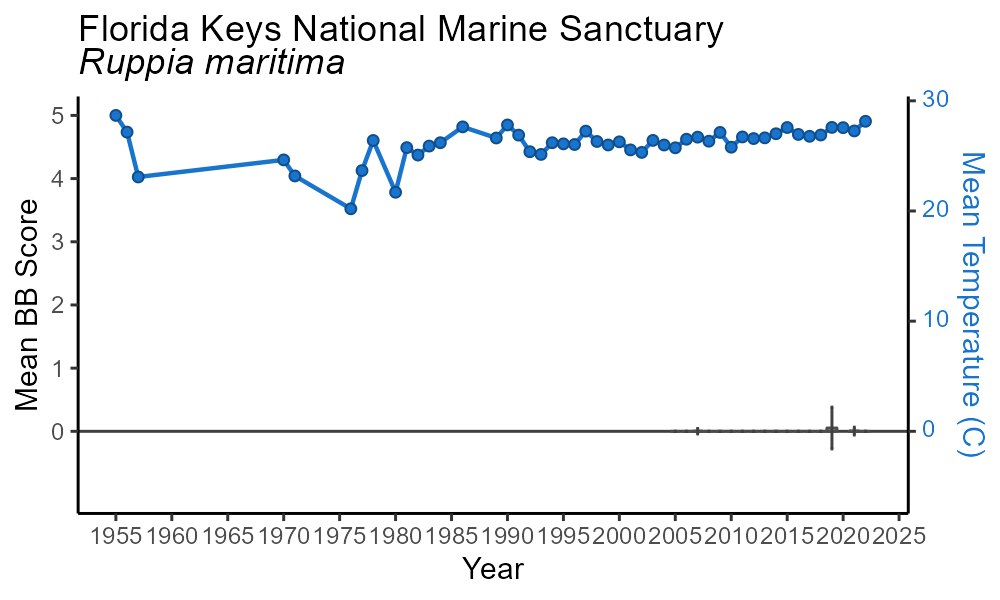 Florida Keys National Marine Sanctuary
Ruppia maritima
Mean BB Score
5
4
3
2
1
0
30
20
10
0
Mean Temperature (C)
1955 1960 1965 1970 1975 1980 1985 1990 1995 2000 2005 2010 2015 2020 2025
Year